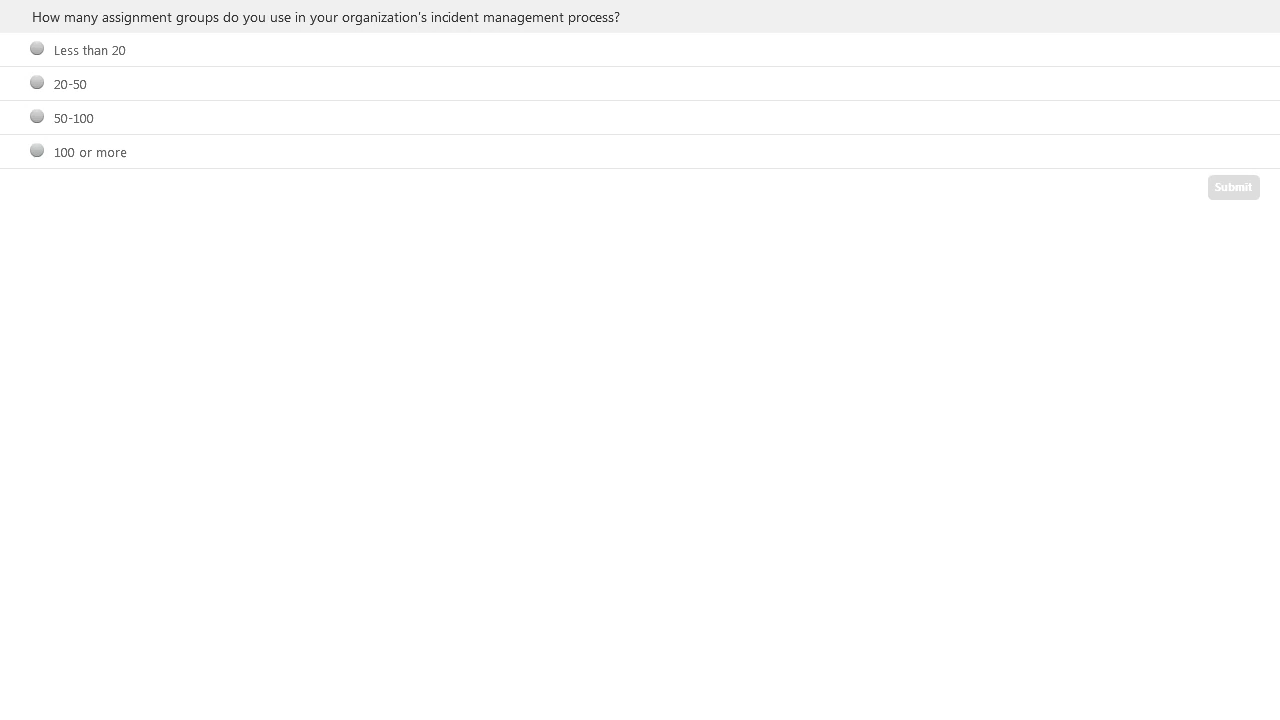 How many assignment groups do you use in your organization's incident management process?
Less than 20
20-50
50-100
100 or more
Submit